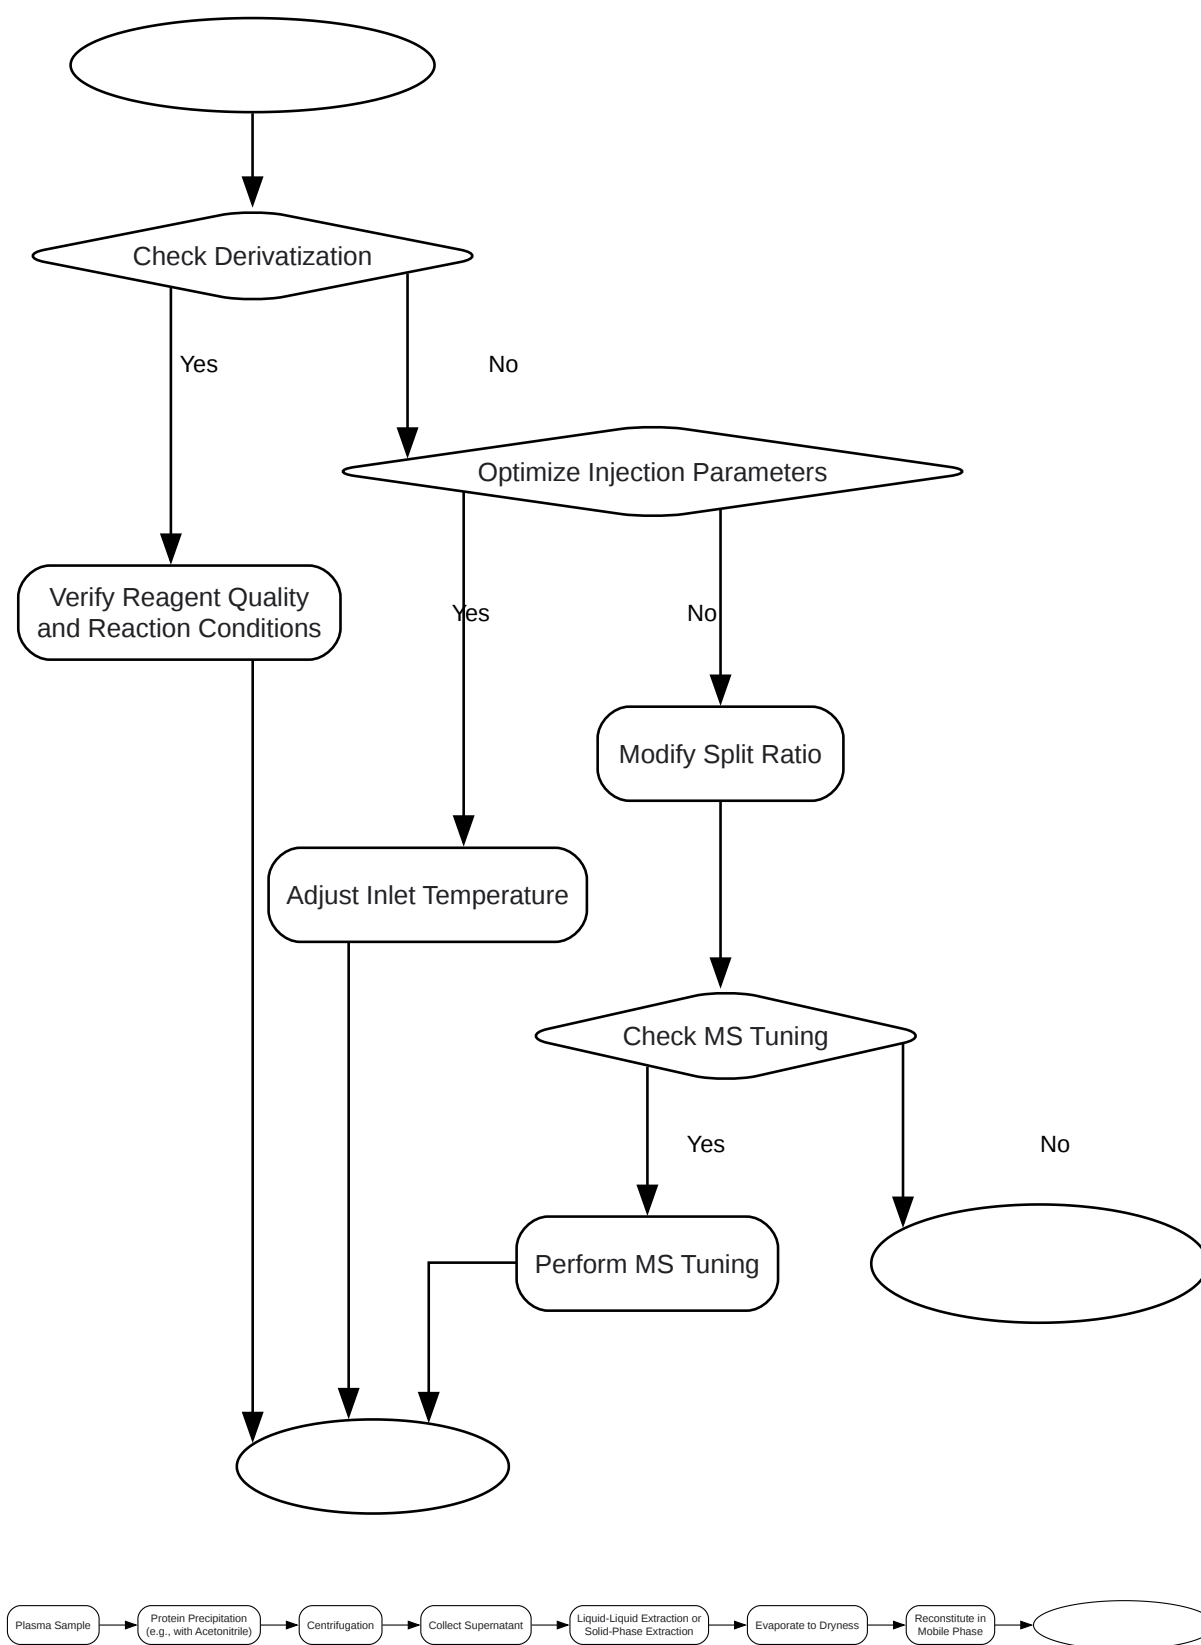 Check Derivatization
Yes
No
Optimize Injection Parameters
Verify Reagent Quality
and Reaction Conditions
Yes
No
Modify Split Ratio
Adjust Inlet Temperature
Check MS Tuning
Yes
No
Perform MS Tuning
Plasma Sample
Protein Precipitation
(e.g., with Acetonitrile)
Centrifugation
Collect Supernatant
Liquid-Liquid Extraction or
Solid-Phase Extraction
Evaporate to Dryness
Reconstitute in
Mobile Phase